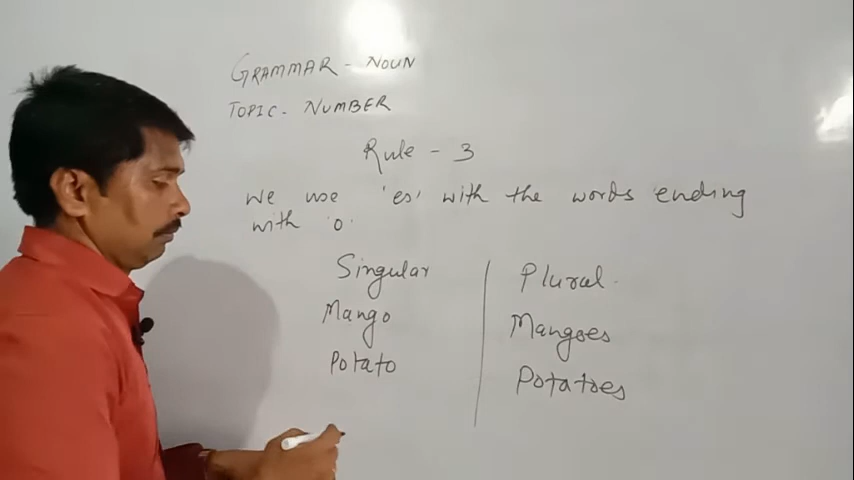 GRAMMAR - NOUN
TOPIC - NUMBER
Rule - 3
We use 'es' with the words ending
with 'o'
Singular | Plural.
Mango | Mangoes
Potato | Potatoes